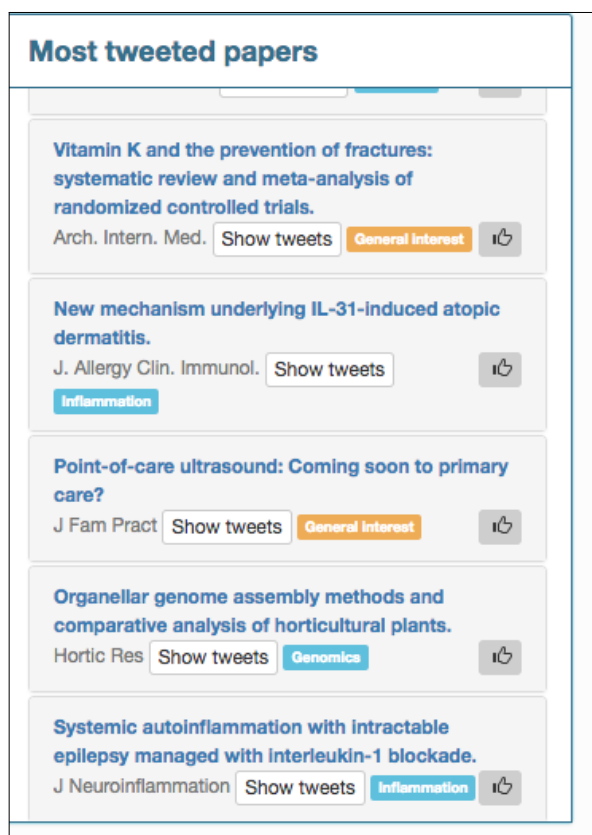 Most tweeted papers
Vitamin K and the prevention of fractures:
systematic review and meta-analysis of
randomized controlled trials.
Arch. Intern. Med. Show tweets General interest
New mechanism underlying IL-31-induced atopic
dermatitis.
J. Allergy Clin. Immunol. Show tweets
Inflammation
Point-of-care ultrasound: Coming soon to primary
care?
J Fam Pract Show tweets General interest
Organellar genome assembly methods and
comparative analysis of horticultural plants.
Hortic Res Show tweets Genomics
Systemic autoinflammation with intractable
epilepsy managed with interleukin-1 blockade.
J Neuroinflammation Show tweets Inflammation